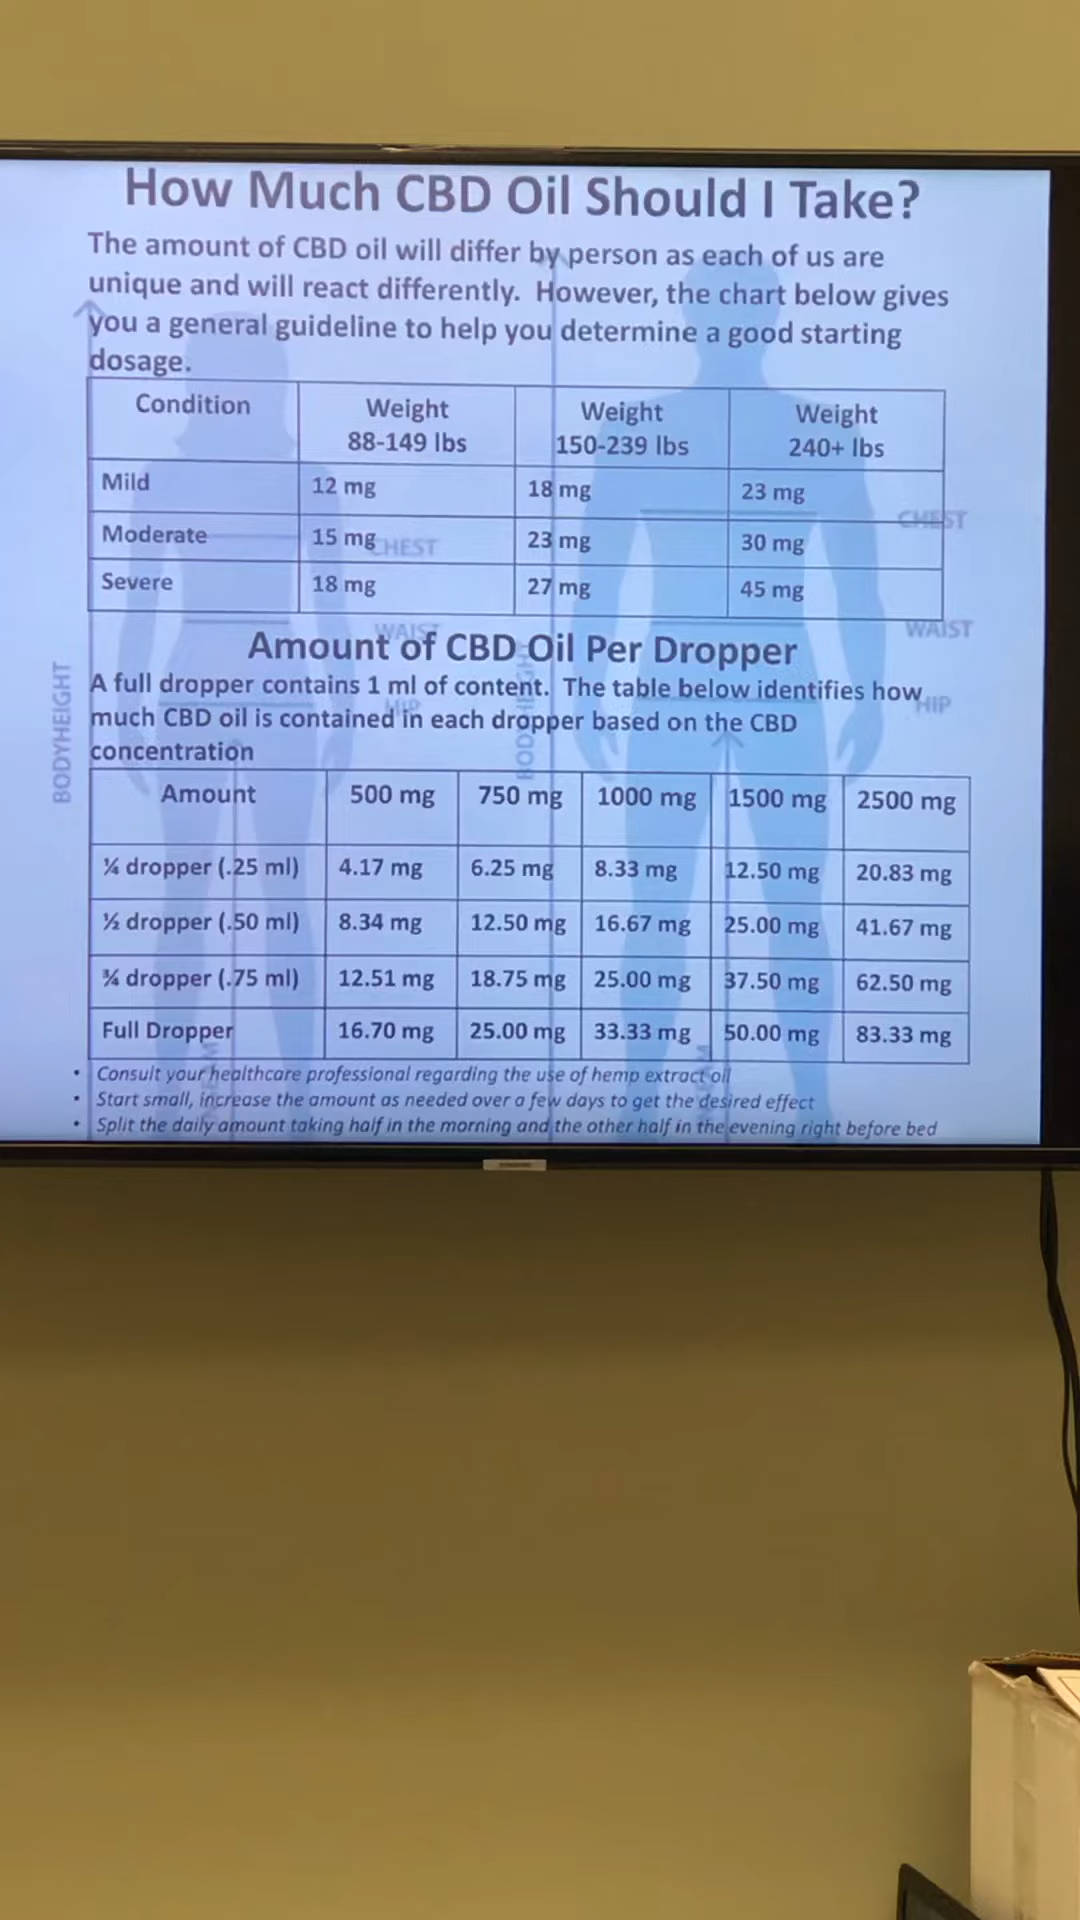 How Much CBD Oil Should I Take?
The amount of CBD oil will differ by person as each of us are
unique and will react differently.  However, the chart below gives
you a general guideline to help you determine a good starting
dosage.
Condition Weight 88-149 lbs Weight 150-239 lbs Weight 240+ lbs
Mild 12 mg 18 mg 23 mg
Moderate 15 mg 23 mg 30 mg
Severe 18 mg 27 mg 45 mg
CHEST
CHEST
WAIST
WAIST
Amount of CBD Oil Per Dropper
A full dropper contains 1 ml of content.  The table below identifies how
much CBD oil is contained in each dropper based on the CBD
concentration
HIP
HIP
BODYHEIGHT
BODYHEIGHT
Amount 500 mg 750 mg 1000 mg 1500 mg 2500 mg
¼ dropper (.25 ml) 4.17 mg 6.25 mg 8.33 mg 12.50 mg 20.83 mg
½ dropper (.50 ml) 8.34 mg 12.50 mg 16.67 mg 25.00 mg 41.67 mg
¾ dropper (.75 ml) 12.51 mg 18.75 mg 25.00 mg 37.50 mg 62.50 mg
Full Dropper 16.70 mg 25.00 mg 33.33 mg 50.00 mg 83.33 mg
• Consult your healthcare professional regarding the use of hemp extract oil
• Start small, increase the amount as needed over a few days to get the desired effect
• Split the daily amount taking half in the morning and the other half in the evening right before bed